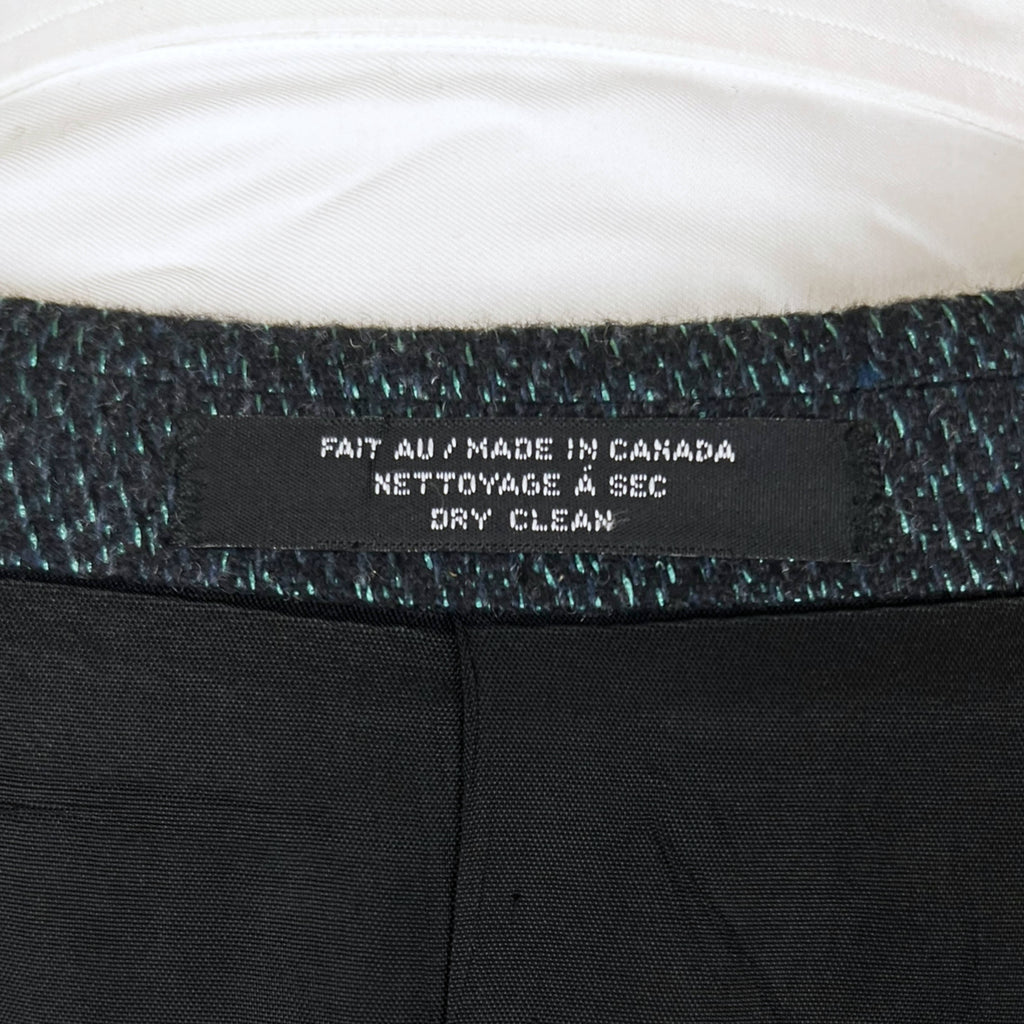 FAIT AU / MADE IN CANADA
NETTOYAGE À SEC
DRY CLEAN